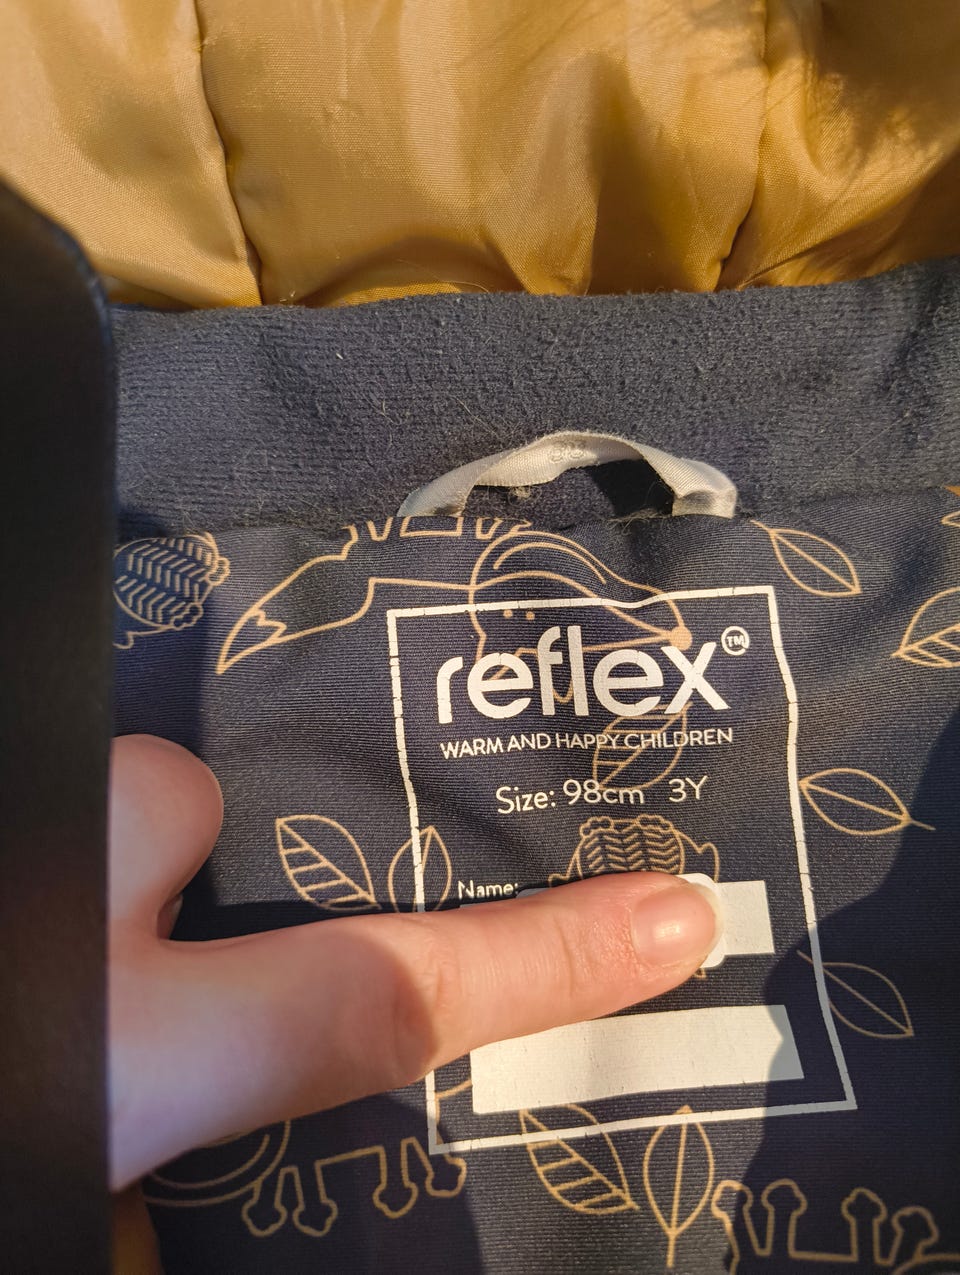 reflex™
WARM AND HAPPY CHILDREN
Size: 98cm 3Y
Name: